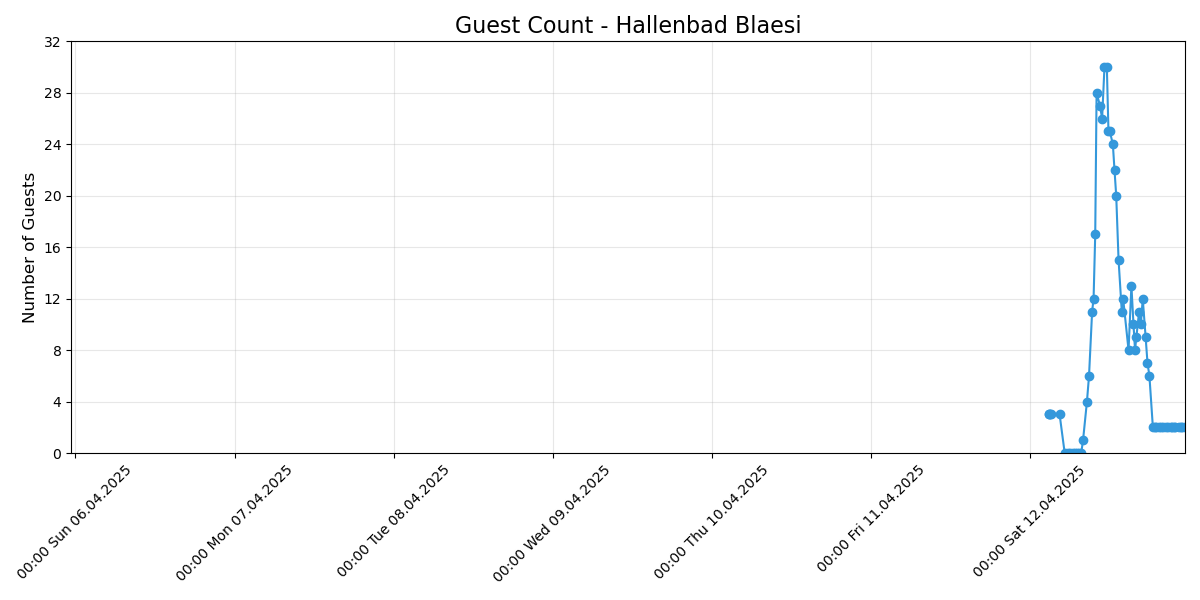 Guest Count - Hallenbad Blaesi
Number of Guests
32
28
24
20
16
12
8
4
0
00:00 Sun 06.04.2025
00:00 Mon 07.04.2025
00:00 Tue 08.04.2025
00:00 Wed 09.04.2025
00:00 Thu 10.04.2025
00:00 Fri 11.04.2025
00:00 Sat 12.04.2025